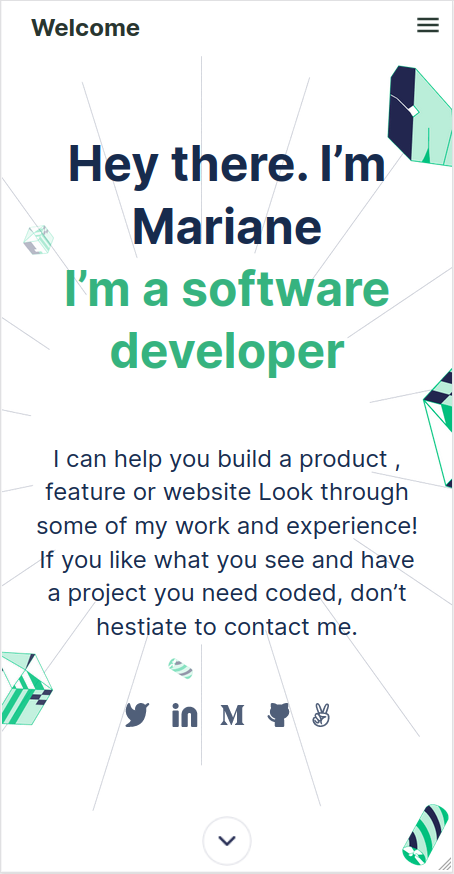 Welcome
Hey there. I’m
Mariane
I’m a software
developer
I can help you build a product ,
feature or website Look through
some of my work and experience!
If you like what you see and have
a project you need coded, don’t
hestiate to contact me.